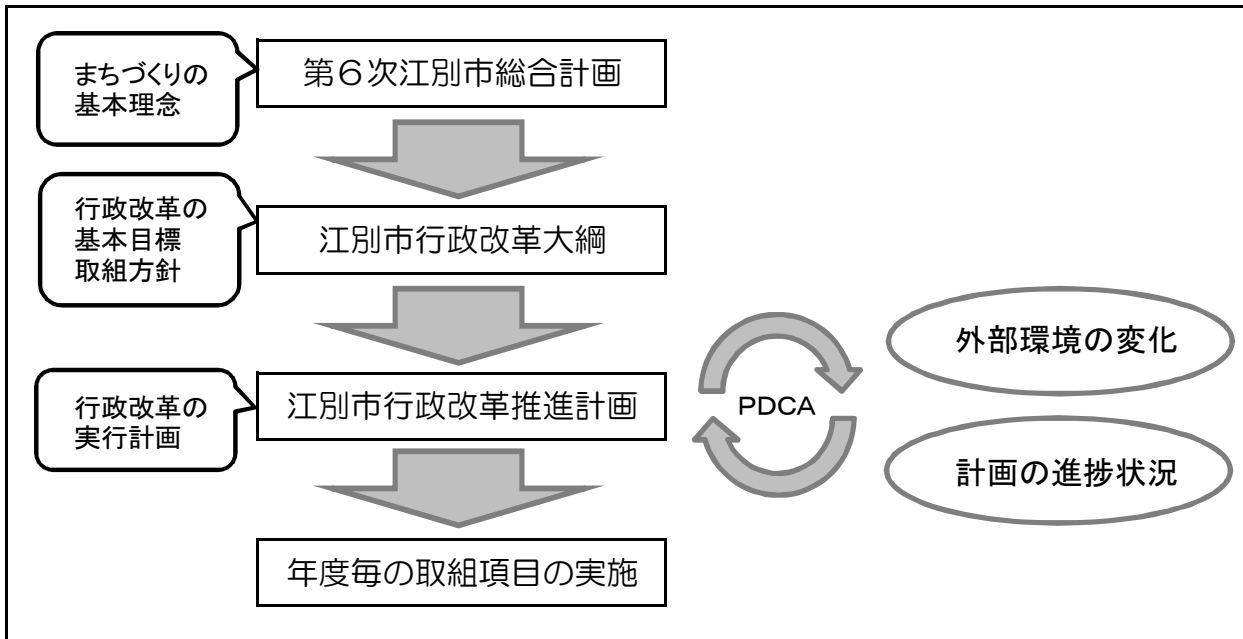 まちづくりの
基本理念
第6次江別市総合計画
行政改革の
基本目標
取組方針
江別市行政改革大綱
行政改革の
実行計画
江別市行政改革推進計画
PDCA
外部環境の変化
計画の進捗状況
年度毎の取組項目の実施